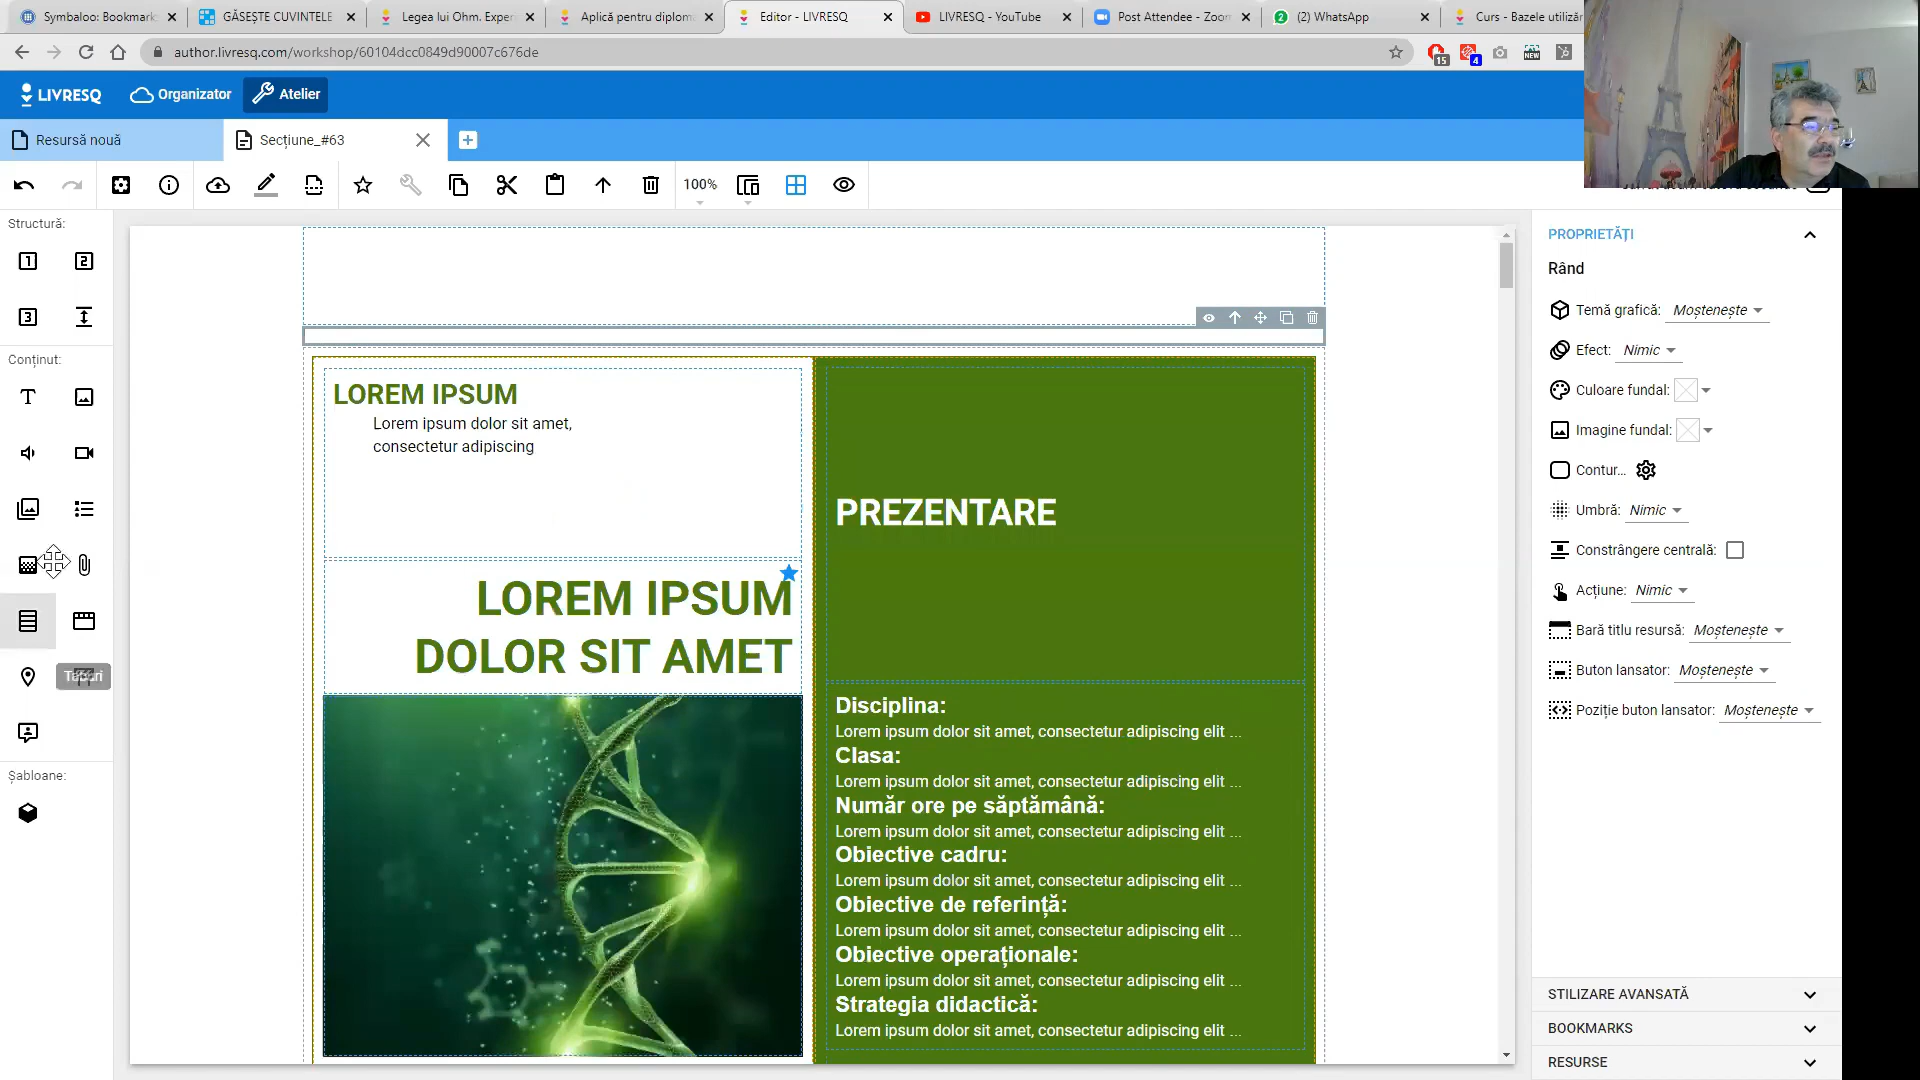 Symbaloo: Bookmark
GĂSEȘTE CUVINTELE
Legea lui Ohm. Exper
Aplică pentru diplom
Editor - LIVRESQ
LIVRESQ - YouTube
Post Attendee - Zoom
2
(2) WhatsApp
Curs - Bazele utilizăr
author.livresq.com/workshop/60104dcc0849d90007c676de
15
4
NEW
LIVRESQ
Organizator
Atelier
Resursă nouă
Secțiune_#63
100%
Structură:
1
2
3
Conținut:
T
Taburi
Șabloane:
LOREM IPSUM
Lorem ipsum dolor sit amet,
consectetur adipiscing
LOREM IPSUM
DOLOR SIT AMET
PREZENTARE
Disciplina:
Lorem ipsum dolor sit amet, consectetur adipiscing elit ...
Clasa:
Lorem ipsum dolor sit amet, consectetur adipiscing elit ...
Număr ore pe săptămână:
Lorem ipsum dolor sit amet, consectetur adipiscing elit ...
Obiective cadru:
Lorem ipsum dolor sit amet, consectetur adipiscing elit ...
Obiective de referință:
Lorem ipsum dolor sit amet, consectetur adipiscing elit ...
Obiective operaționale:
Lorem ipsum dolor sit amet, consectetur adipiscing elit ...
Strategia didactică:
Lorem ipsum dolor sit amet, consectetur adipiscing elit ...
PROPRIETĂȚI
Rând
Temă grafică: Moștenește
Efect: Nimic
Culoare fundal:
Imagine fundal:
Contur...
Umbră: Nimic
Constrângere centrală:
Acțiune: Nimic
Bară titlu resursă: Moștenește
Buton lansator: Moștenește
Poziție buton lansator: Moștenește
STILIZARE AVANSATĂ
BOOKMARKS
RESURSE